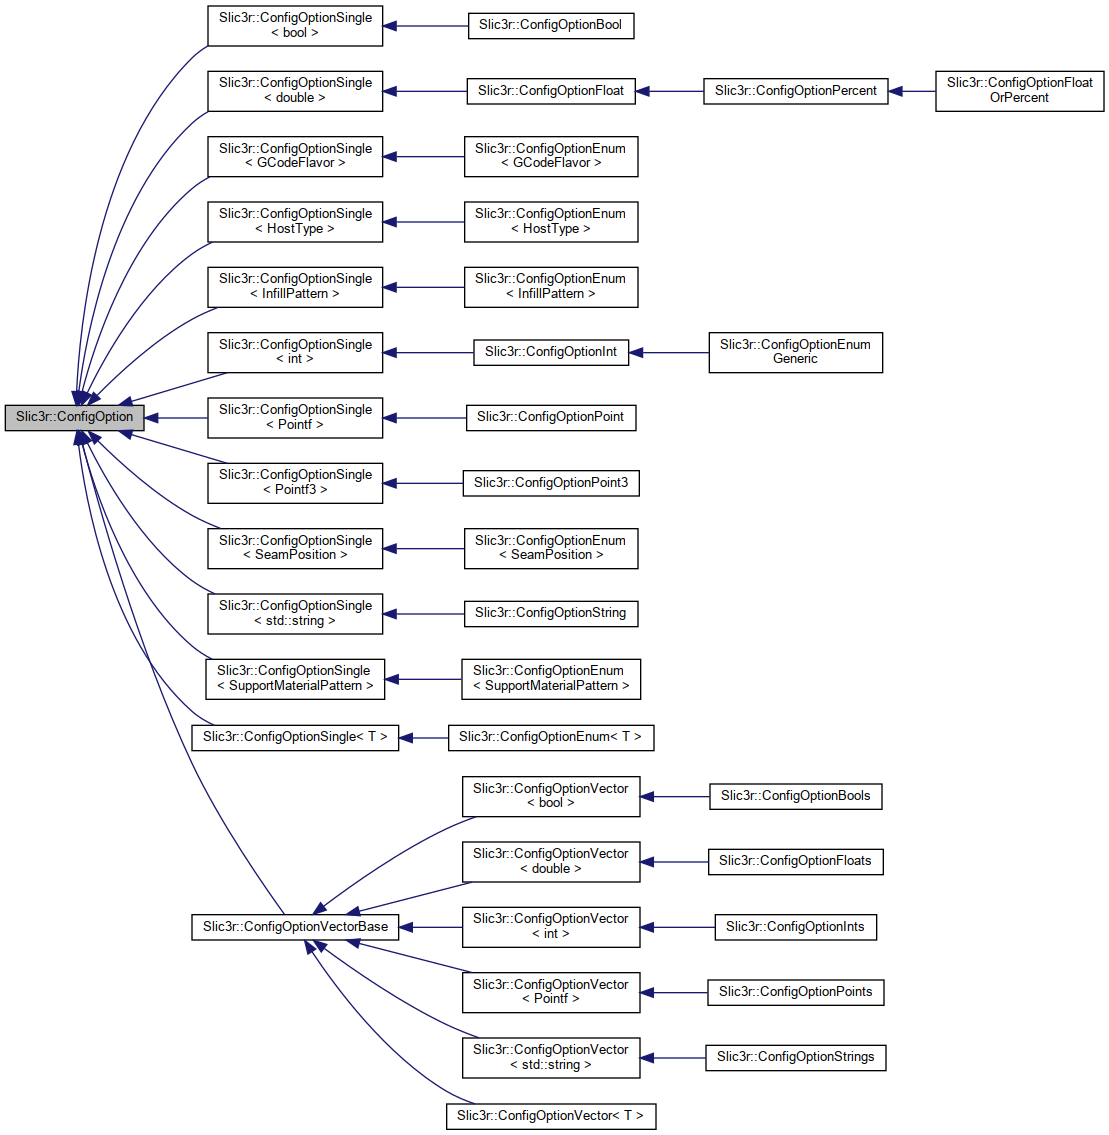 Slic3r::ConfigOptionSingle
< bool >
Slic3r::ConfigOptionBool
Slic3r::ConfigOptionSingle
< double >
Slic3r::ConfigOptionFloat
Slic3r::ConfigOptionPercent
Slic3r::ConfigOptionFloat
OrPercent
Slic3r::ConfigOptionSingle
< GCodeFlavor >
Slic3r::ConfigOptionEnum
< GCodeFlavor >
Slic3r::ConfigOptionSingle
< HostType >
Slic3r::ConfigOptionEnum
< HostType >
Slic3r::ConfigOptionSingle
< InfillPattern >
Slic3r::ConfigOptionEnum
< InfillPattern >
Slic3r::ConfigOptionSingle
< int >
Slic3r::ConfigOptionInt
Slic3r::ConfigOptionEnum
Generic
Slic3r::ConfigOption
Slic3r::ConfigOptionSingle
< Pointf >
Slic3r::ConfigOptionPoint
Slic3r::ConfigOptionSingle
< Pointf3 >
Slic3r::ConfigOptionPoint3
Slic3r::ConfigOptionSingle
< SeamPosition >
Slic3r::ConfigOptionEnum
< SeamPosition >
Slic3r::ConfigOptionSingle
< std::string >
Slic3r::ConfigOptionString
Slic3r::ConfigOptionSingle
< SupportMaterialPattern >
Slic3r::ConfigOptionEnum
< SupportMaterialPattern >
Slic3r::ConfigOptionSingle< T >
Slic3r::ConfigOptionEnum< T >
Slic3r::ConfigOptionVector
< bool >
Slic3r::ConfigOptionBools
Slic3r::ConfigOptionVector
< double >
Slic3r::ConfigOptionFloats
Slic3r::ConfigOptionVectorBase
Slic3r::ConfigOptionVector
< int >
Slic3r::ConfigOptionInts
Slic3r::ConfigOptionVector
< Pointf >
Slic3r::ConfigOptionPoints
Slic3r::ConfigOptionVector
< std::string >
Slic3r::ConfigOptionStrings
Slic3r::ConfigOptionVector< T >